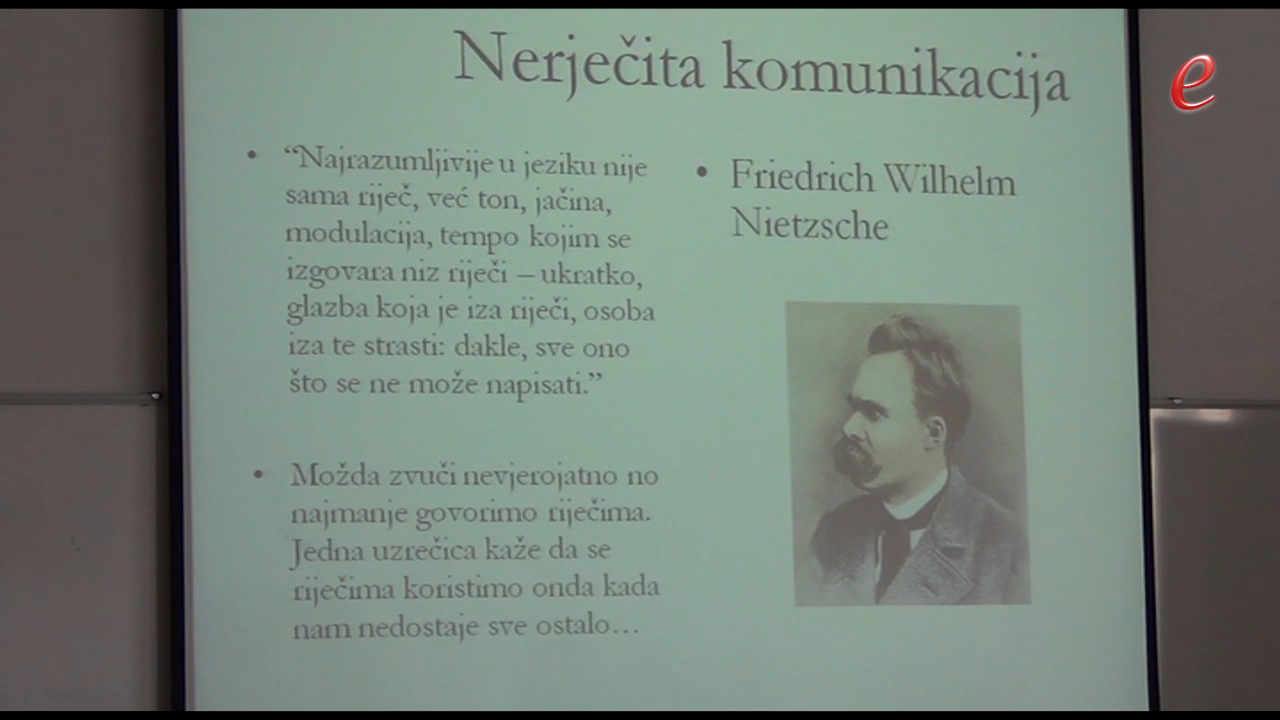 Nerječita komunikacija
• “Najrazumljivije u jeziku nije
sama riječ, već ton, jačina,
modulacija, tempo kojim se
izgovara niz riječi – ukratko,
glazba koja je iza riječi, osoba
iza te strasti: dakle, sve ono
što se ne može napisati.”
• Možda zvuči nevjerojatno no
najmanje govorimo riječima.
Jedna uzrečica kaže da se
riječima koristimo onda kada
nam nedostaje sve ostalo…
• Friedrich Wilhelm
Nietzsche
e